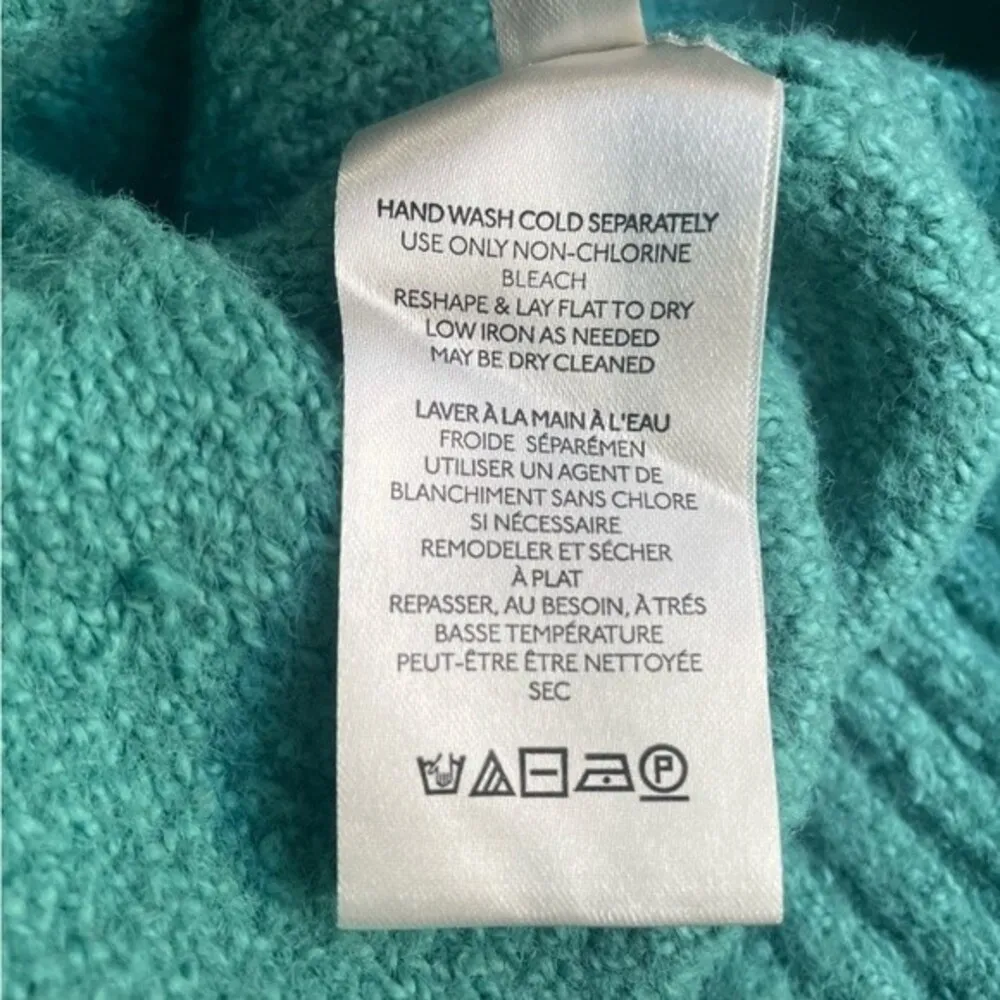 HAND WASH COLD SEPARATELY
USE ONLY NON-CHLORINE
BLEACH
RESHAPE & LAY FLAT TO DRY
LOW IRON AS NEEDED
MAY BE DRY CLEANED
LAVER À LA MAIN À L'EAU
FROIDE SÉPARÉMEN
UTILISER UN AGENT DE
BLANCHIMENT SANS CHLORE
SI NÉCESSAIRE
REMODELER ET SÉCHER
À PLAT
REPASSER, AU BESOIN, À TRÉS
BASSE TEMPÉRATURE
PEUT-ÊTRE ÊTRE NETTOYÉE
SEC
P